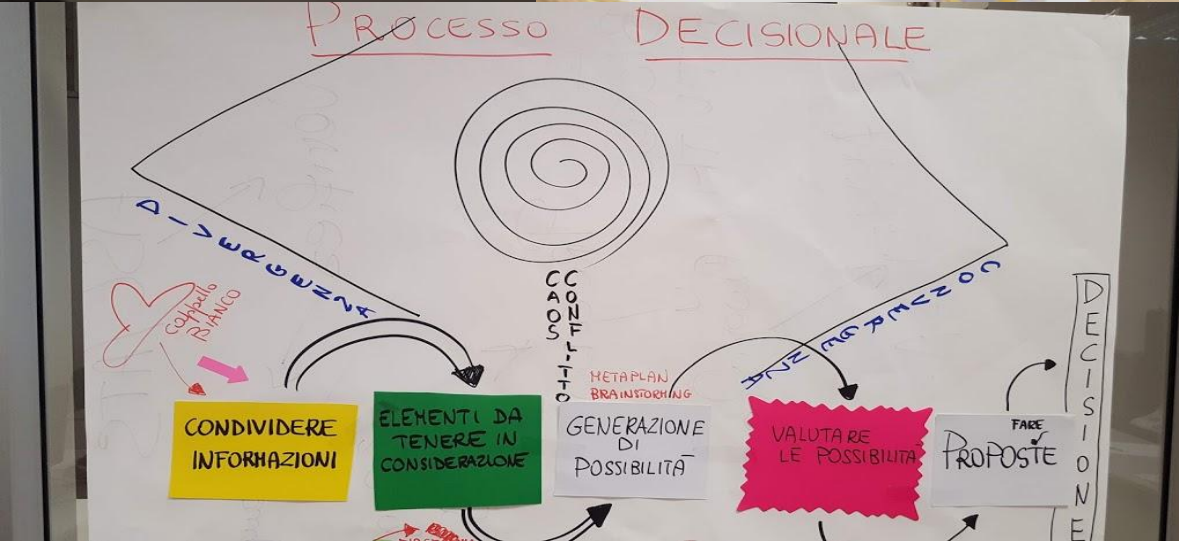 PROCESSO DECISIONALE
DIVERGENZA
CONVERGENZA
CAOS
CONFLITTO
Cappello
BIANCO
METAPLAN
BRAINSTORMING
CONDIVIDERE
INFORMAZIONI
ELEMENTI DA
TENERE IN
CONSIDERAZIONE
GENERAZIONE
DI
POSSIBILITÀ
VALUTARE
LE POSSIBILITÀ
FARE
PROPOSTE
DECISIONE